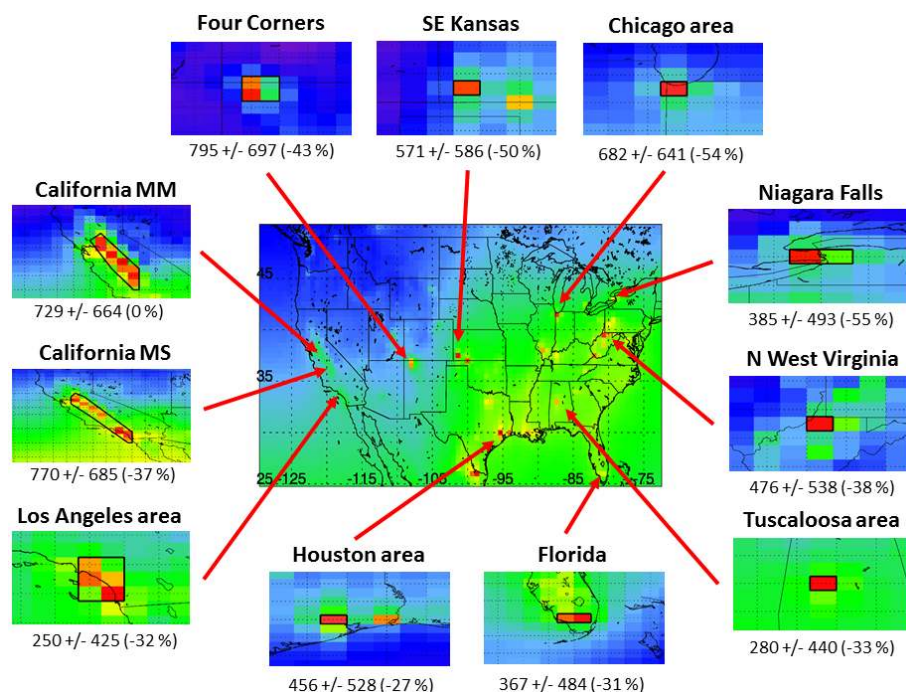 Four Corners
SE Kansas
Chicago area
795 +/- 697 (-43 %)
571 +/- 586 (-50 %)
682 +/- 641 (-54 %)
California MM
729 +/- 664 (0 %)
Niagara Falls
385 +/- 493 (-55 %)
California MS
770 +/- 685 (-37 %)
N West Virginia
476 +/- 538 (-38 %)
45
35
25 -125 -115 -105 -95 -85 -75
Los Angeles area
250 +/- 425 (-32 %)
Houston area
456 +/- 528 (-27 %)
Florida
367 +/- 484 (-31 %)
Tuscaloosa area
280 +/- 440 (-33 %)